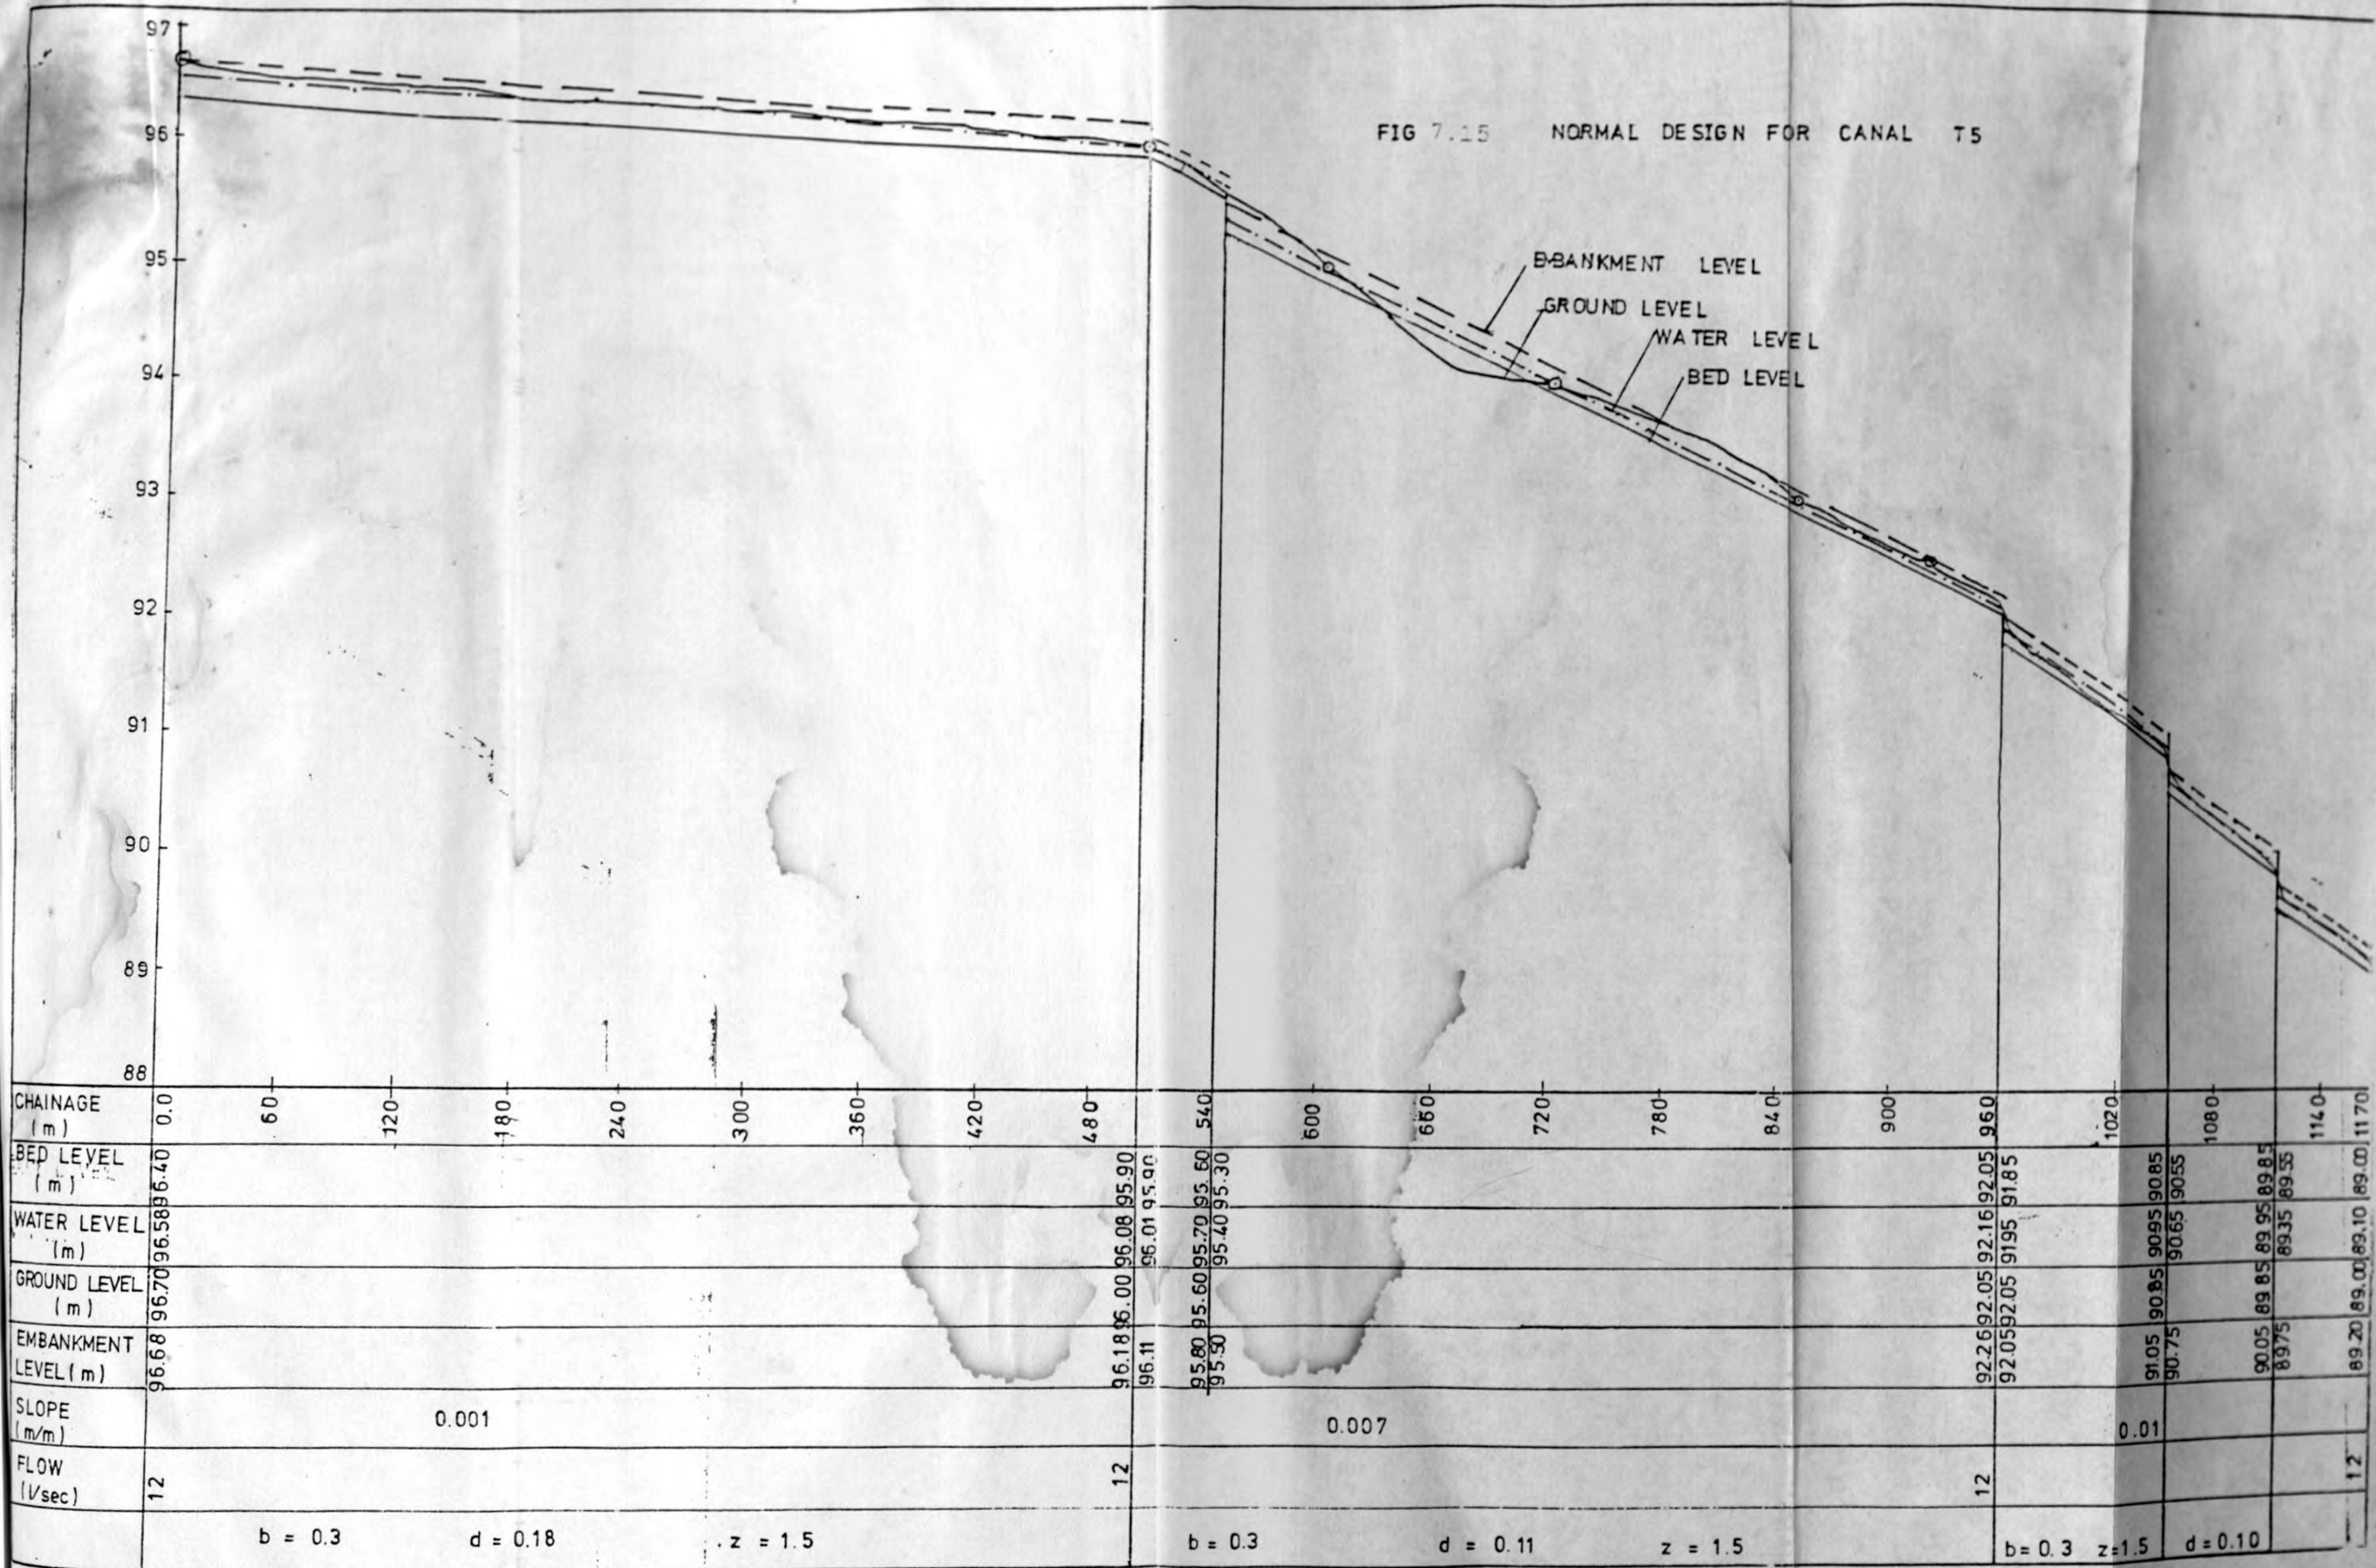 97
96
95
94
93
92
91
90
89
88
FIG 7.15 NORMAL DESIGN FOR CANAL T5
EMBANKMENT LEVEL
GROUND LEVEL
WATER LEVEL
BED LEVEL
CHAINAGE (m) 0.0 60 120 180 240 300 360 420 480 540 600 660 720 780 840 900 960 1020 1080 1140 1170
BED LEVEL (m) 96.40 95.90 95.90 95.60 95.30 92.05 91.85 90.85 90.55 89.85 89.55 89.00
WATER LEVEL (m) 96.58 96.08 96.01 95.70 95.40 92.16 91.95 90.95 90.65 89.95 89.35 89.10
GROUND LEVEL (m) 96.70 96.00 95.60 92.05 92.05 90.85 89.85 89.00
EMBANKMENT LEVEL (m) 96.68 96.18 96.11 95.80 95.50 92.26 92.05 91.05 90.75 90.05 89.75 89.20
SLOPE (m/m) 0.001 0.007 0.01
FLOW (l/sec) 12 12 12 12
b = 0.3 d = 0.18 z = 1.5 b = 0.3 d = 0.11 z = 1.5 b= 0.3 z=1.5 d=0.10